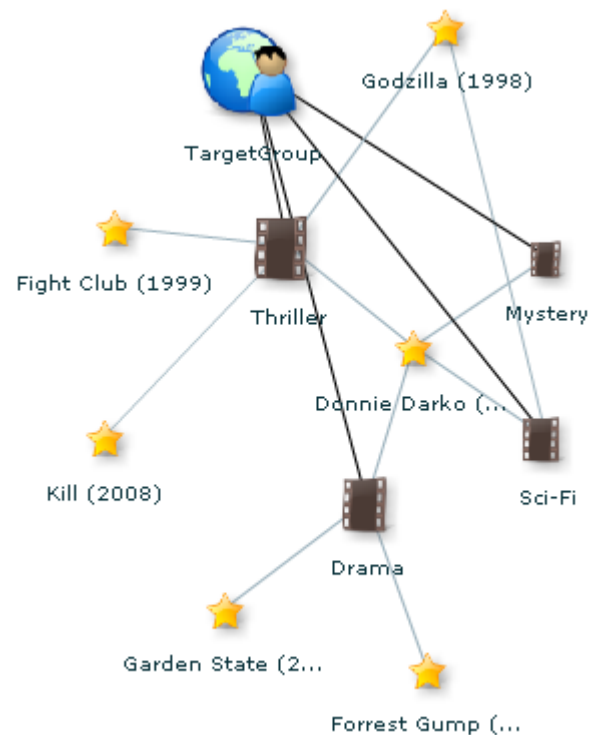 Godzilla (1998)
TargetGroup
Fight Club (1999)
Thriller
Mystery
Donnie Darko (...
Kill (2008)
Sci-Fi
Drama
Garden State (2...
Forrest Gump (...